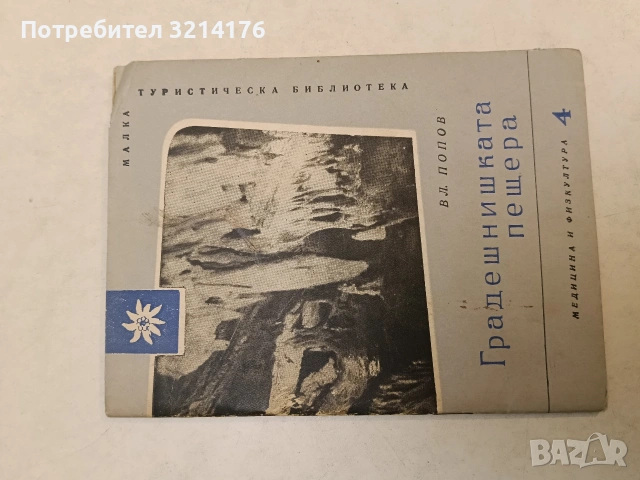 Потребител 3214176
МАЛКА ТУРИСТИЧЕСКА БИБЛИОТЕКА
ВЛ. ПОПОВ
Градешнишката
пещера
МЕДИЦИНА И ФИЗКУЛТУРА 4
BAZAR